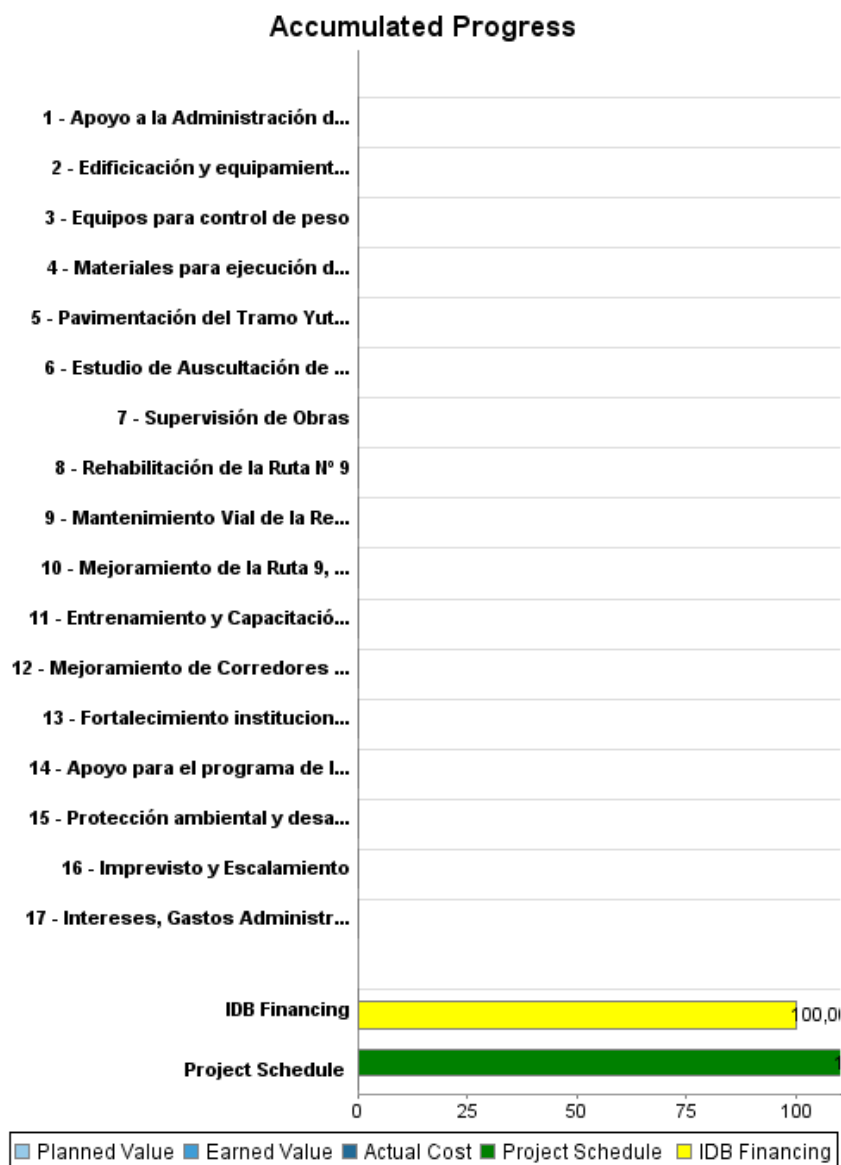 Accumulated Progress
1 - Apoyo a la Administración d...
2 - Edificicación y equipamient...
3 - Equipos para control de peso
4 - Materiales para ejecución d...
5 - Pavimentación del Tramo Yut...
6 - Estudio de Auscultación de ...
7 - Supervisión de Obras
8 - Rehabilitación de la Ruta Nº 9
9 - Mantenimiento Vial de la Re...
10 - Mejoramiento de la Ruta 9, ...
11 - Entrenamiento y Capacitació...
12 - Mejoramiento de Corredores ...
13 - Fortalecimiento institucion...
14 - Apoyo para el programa de l...
15 - Protección ambiental y desa...
16 - Imprevisto y Escalamiento
17 - Intereses, Gastos Administr...
IDB Financing 100,0
Project Schedule 1
0 25 50 75 100
Planned Value Earned Value Actual Cost Project Schedule IDB Financing